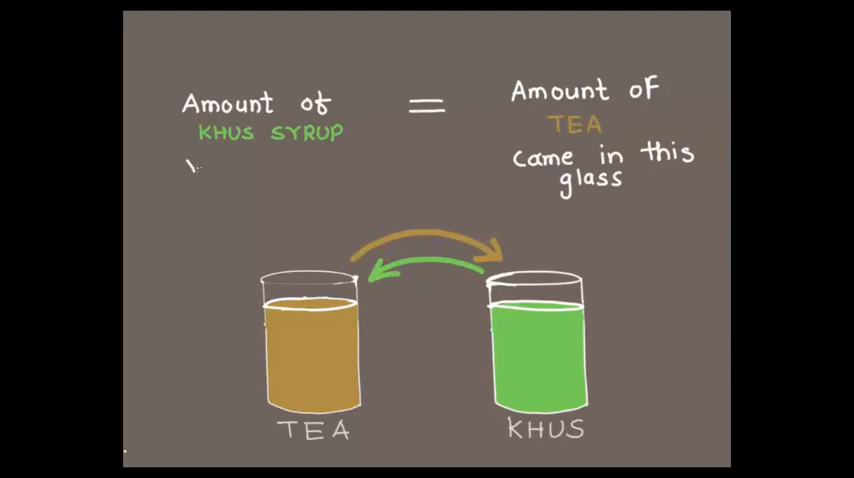 Amount of
KHUS SYRUP
=
Amount of
TEA
came in this
glass
TEA
KHUS